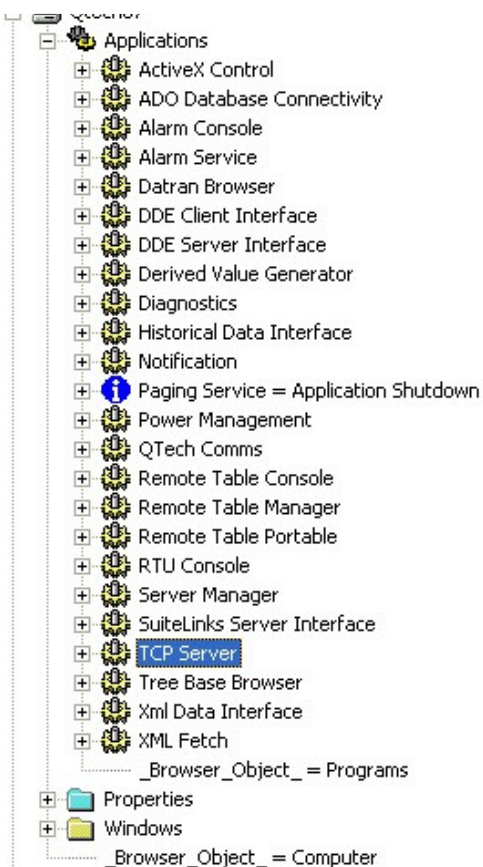 Applications
ActiveX Control
ADO Database Connectivity
Alarm Console
Alarm Service
Datran Browser
DDE Client Interface
DDE Server Interface
Derived Value Generator
Diagnostics
Historical Data Interface
Notification
Paging Service = Application Shutdown
Power Management
QTech Comms
Remote Table Console
Remote Table Manager
Remote Table Portable
RTU Console
Server Manager
SuiteLinks Server Interface
TCP Server
Tree Base Browser
Xml Data Interface
XML Fetch
_Browser_Object_ = Programs
Properties
Windows
_Browser_Object_ = Computer